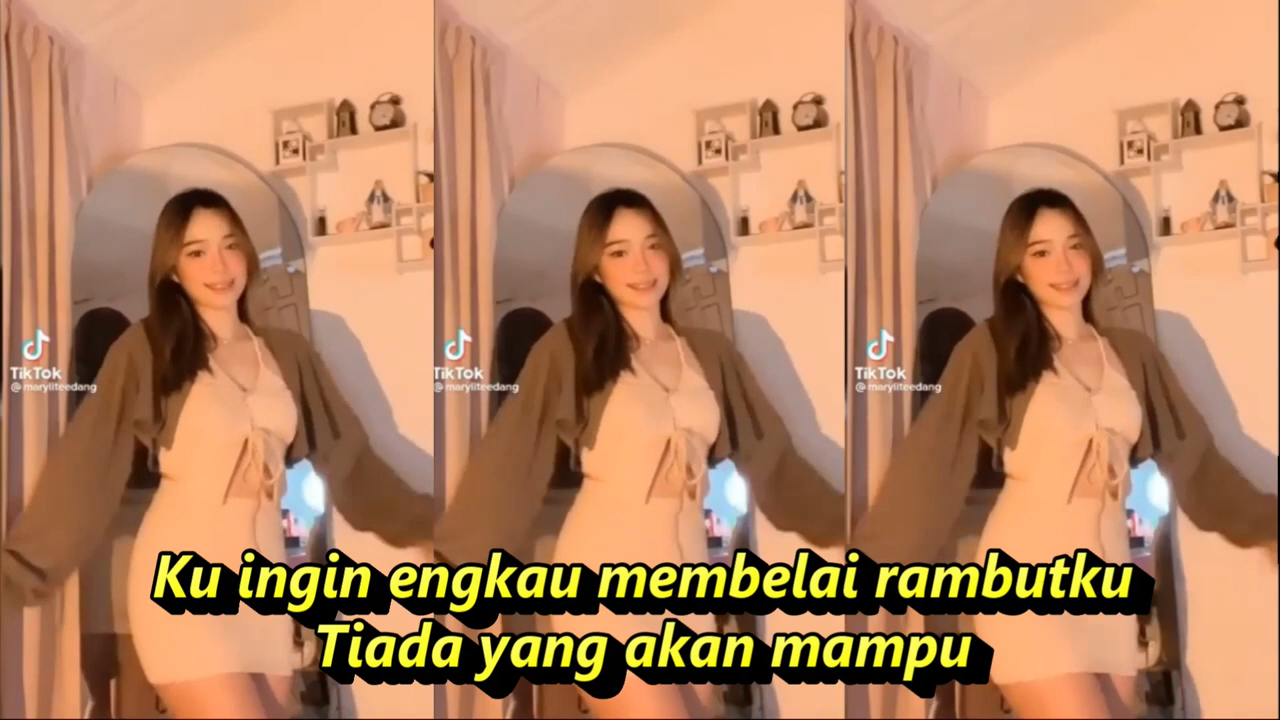 TikTok
@maryliteedang
TikTok
@maryliteedang
TikTok
@maryliteedang
Ku ingin engkau membelai rambutku
Tiada yang akan mampu